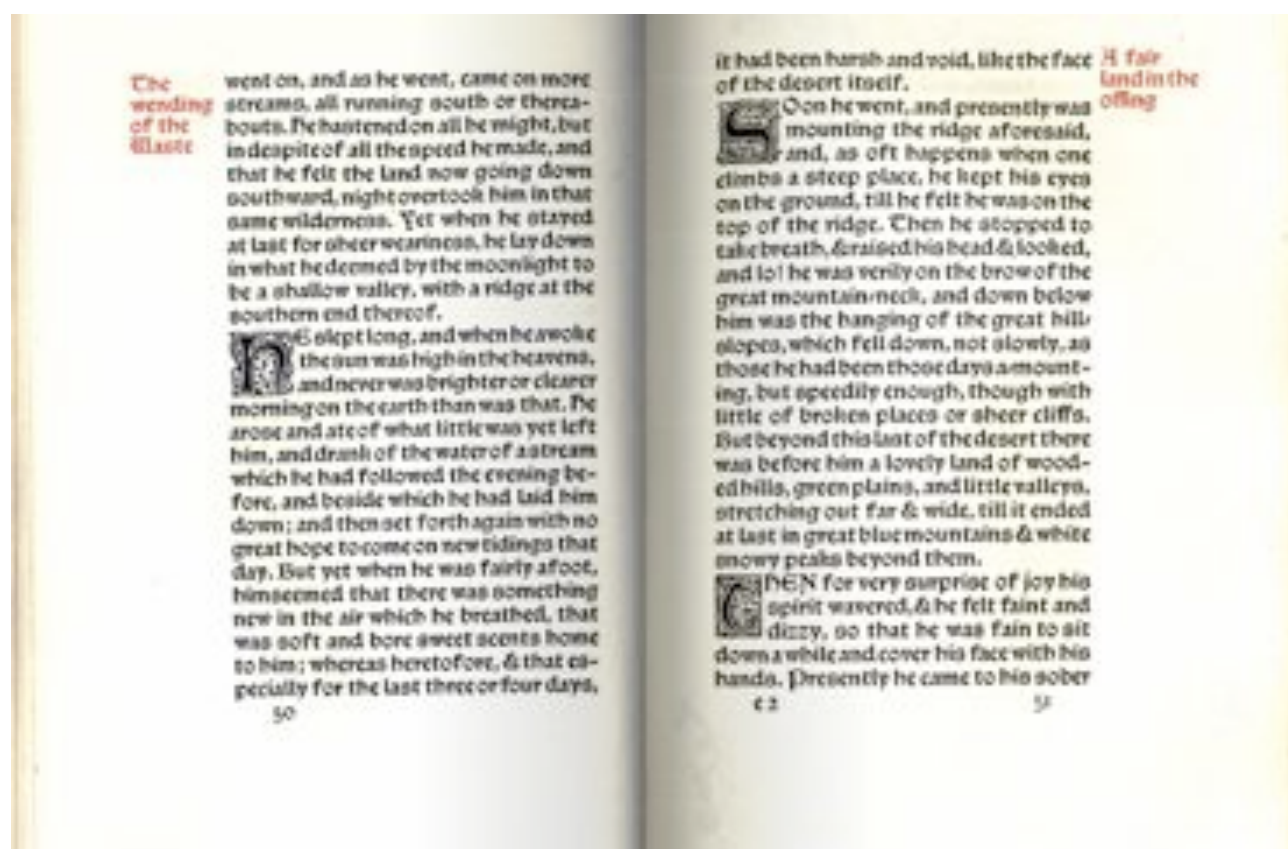 The
wending
of the
Waste
went on, and as he went, came on more
streams, all running south or therea-
bouts. He hastened on all he might, but
in despite of all the speed he made, and
that he felt the land now going down
southward, night overtook him in that
same wilderness. Yet when he stayed
at last for sheer weariness, he lay down
in what he deemed by the moonlight to
be a shallow valley, with a ridge at the
southern end thereof.
HE slept long, and when he awoke
the sun was high in the heavens,
and never was brighter or clearer
morning on the earth than was that. He
arose and ate of what little was yet left
him, and drank of the water of a stream
which he had followed the evening be-
fore, and beside which he had laid him
down; and then set forth again with no
great hope to come on new tidings that
day. But yet when he was fairly afoot,
himseemed that there was something
new in the air which he breathed, that
was soft and bore sweet scents home
to him; whereas heretofore, & that es-
pecially for the last three or four days,
50
it had been harsh and void, like the face
of the desert itself.
SO on he went, and presently was
mounting the ridge aforesaid,
and, as oft happens when one
climbs a steep place, he kept his eyes
on the ground, till he felt he was on the
top of the ridge. Then he stopped to
take breath, & raised his head & looked,
and lo! he was verily on the brow of the
great mountain-neck, and down below
him was the hanging of the great hill-
slopes, which fell down, not slowly, as
those he had been those days a-mount-
ing, but speedily enough, though with
little of broken places or sheer cliffs.
But beyond this last of the desert there
was before him a lovely land of wood-
ed hills, green plains, and little valleys,
stretching out far & wide, till it ended
at last in great blue mountains & white
snowy peaks beyond them.
THEN for very surprise of joy his
spirit wavered, & he felt faint and
dizzy, so that he was fain to sit
down a while and cover his face with his
hands. Presently he came to his sober
e2
51
A fair
land in the
offing